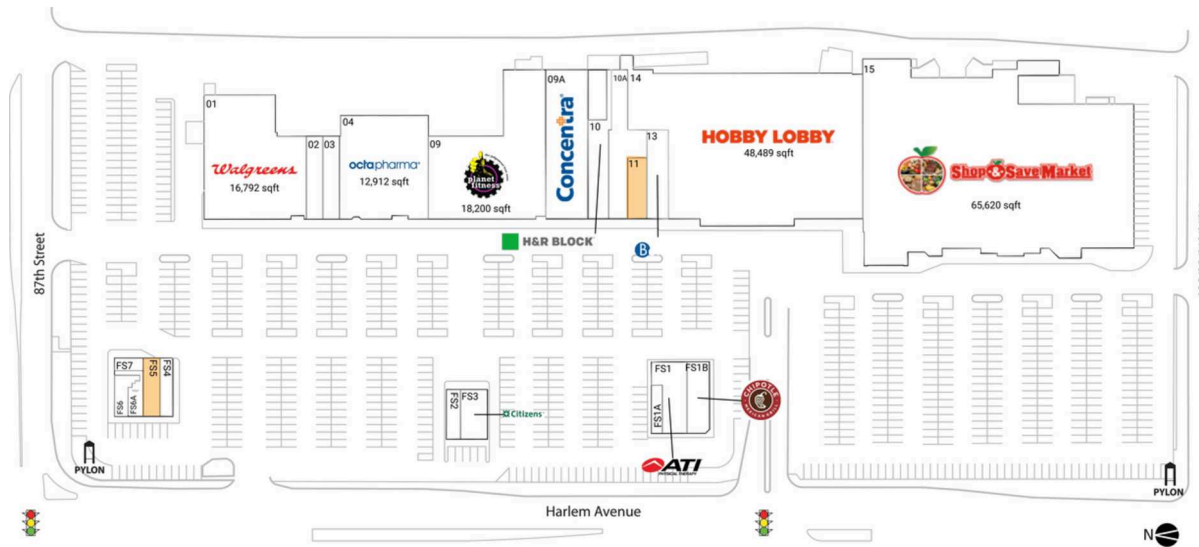 01
Walgreens
16,792 sqft
02
03
04
octapharma
12,912 sqft
09
planet fitness
18,200 sqft
09A
Concentra
10
10A
11
13
14
HOBBY LOBBY
48,489 sqft
15
Shop & Save Market
65,620 sqft
H&R BLOCK
B
87th Street
FS7
FS6
FS6A
FS5
FS4
FS2
FS3
Citizens
FS1
FS1A
FS1B
CHIPOTLE
ATI
PHYSICAL THERAPY
PYLON
PYLON
Harlem Avenue
N